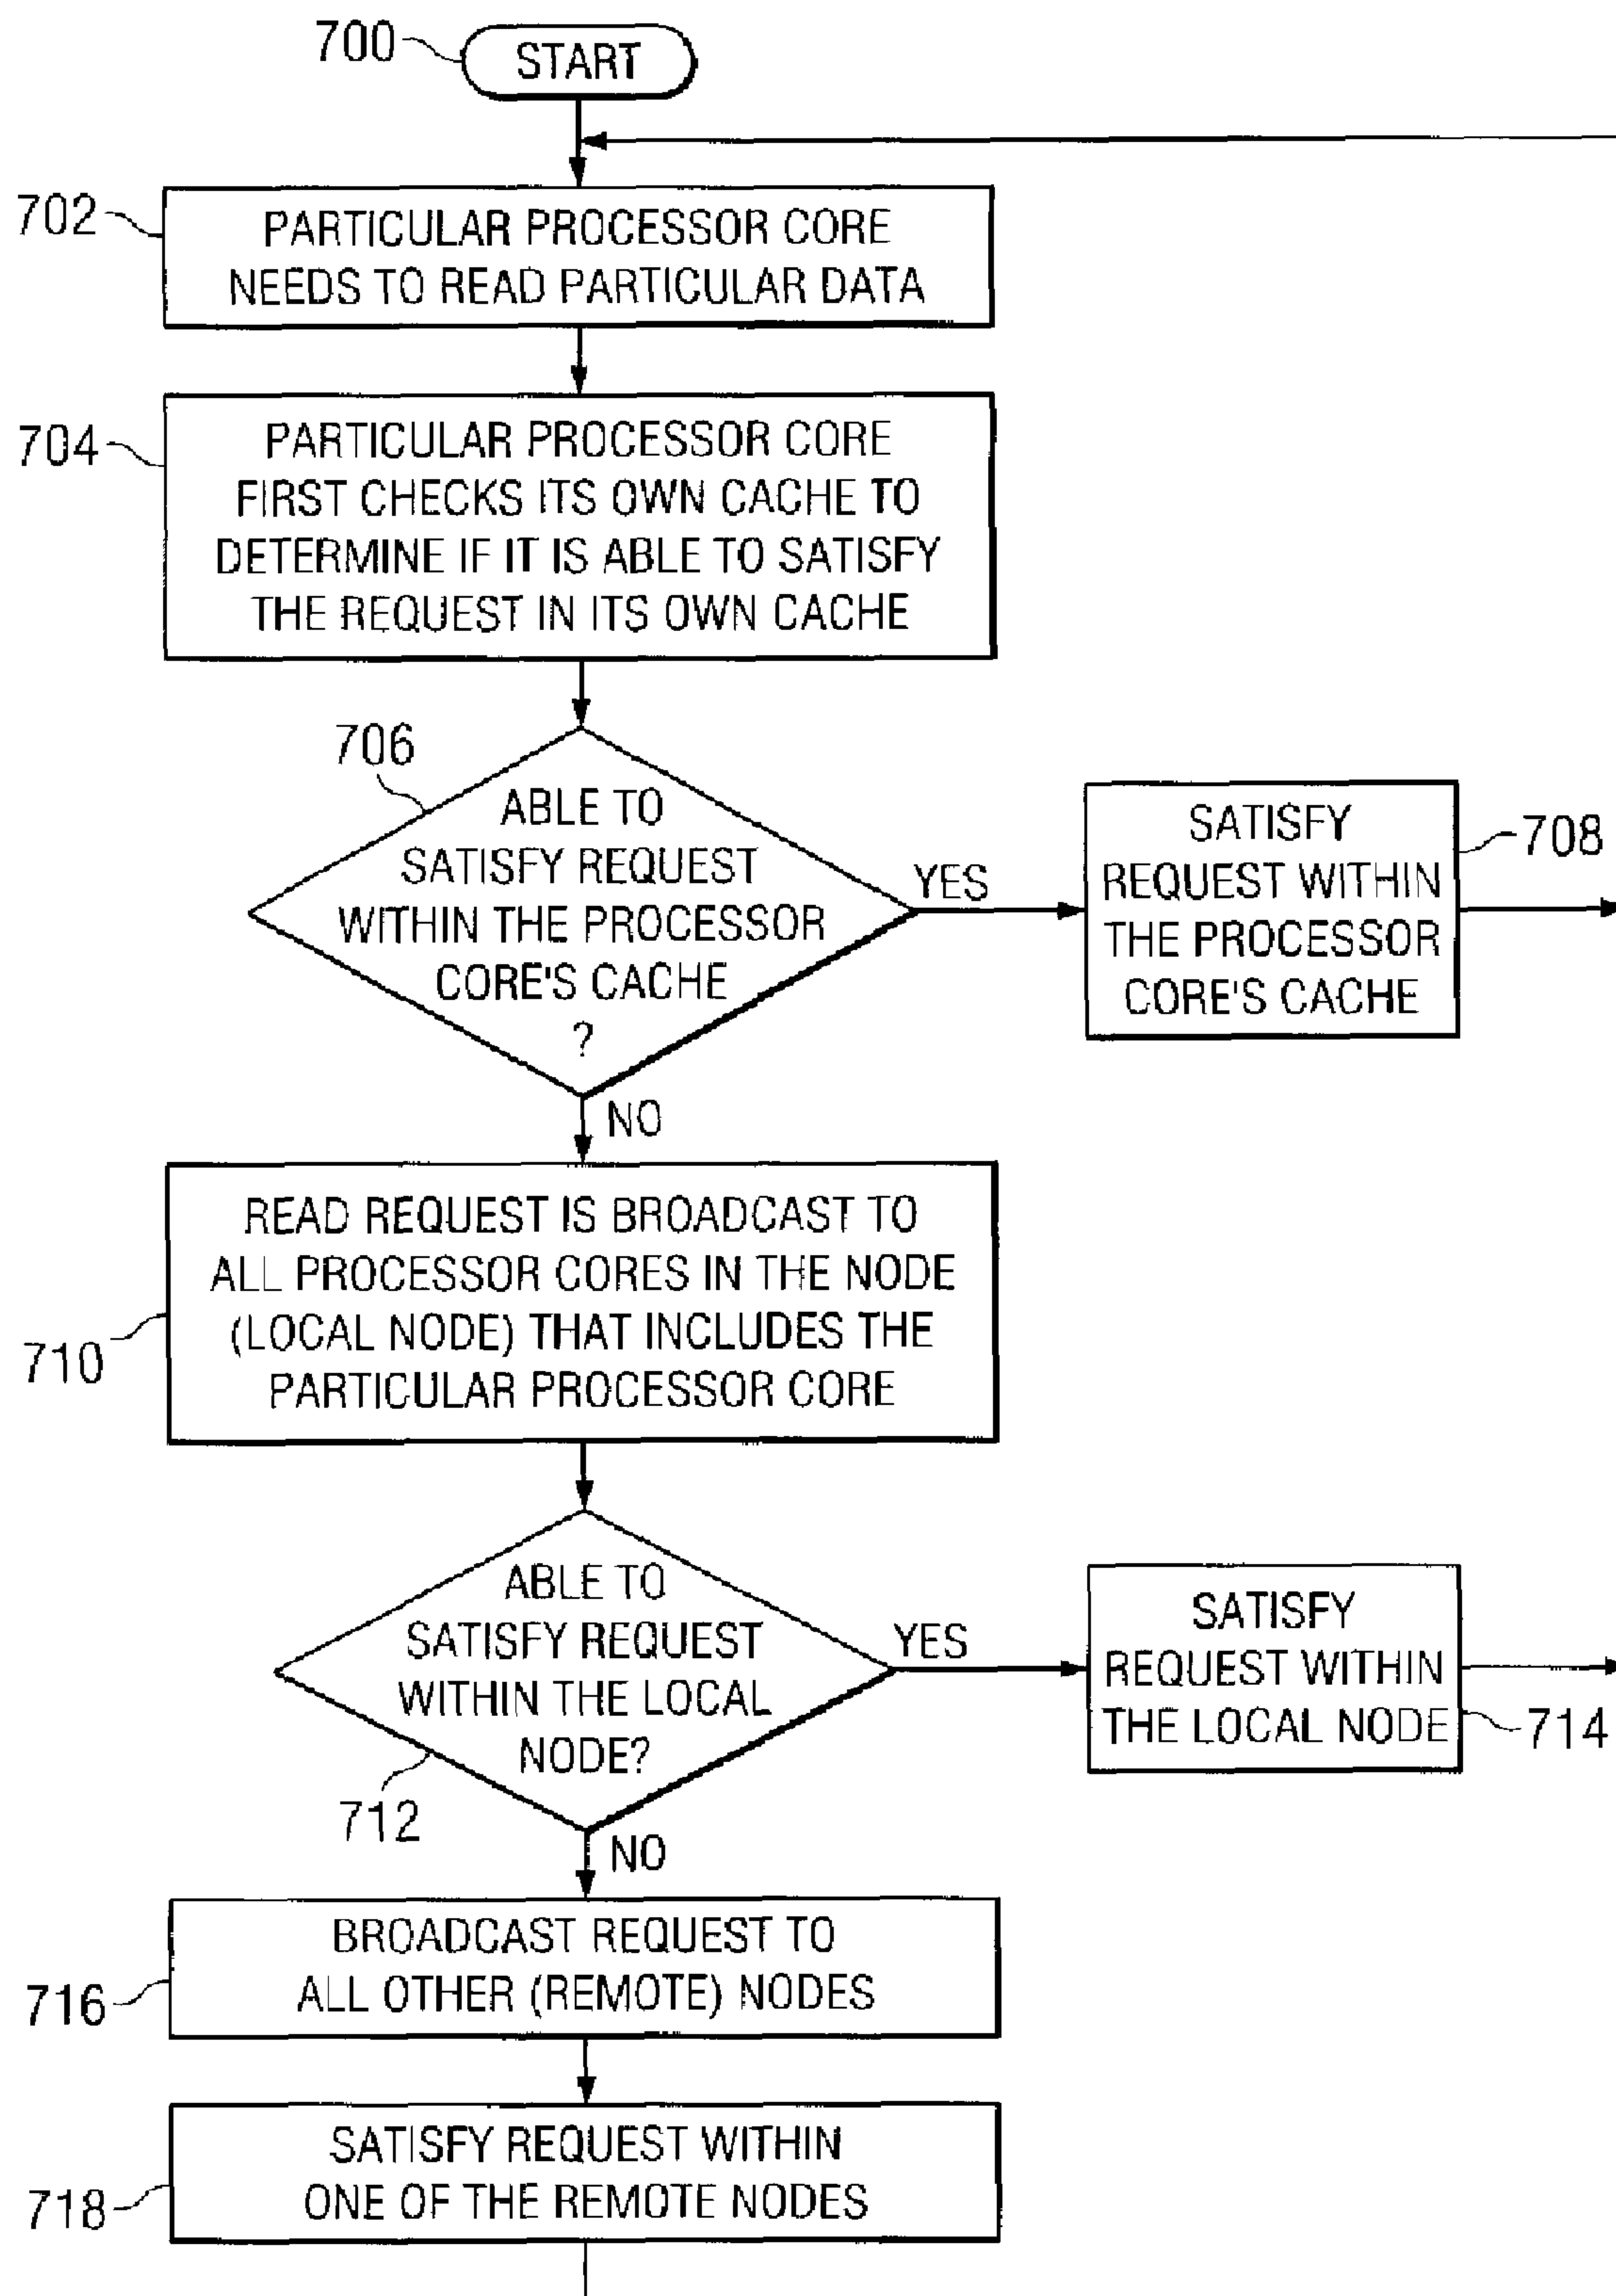 700
START
702
PARTICULAR PROCESSOR CORE
NEEDS TO READ PARTICULAR DATA
704
PARTICULAR PROCESSOR CORE
FIRST CHECKS ITS OWN CACHE TO
DETERMINE IF IT IS ABLE TO SATISFY
THE REQUEST IN ITS OWN CACHE
706
ABLE TO
SATISFY REQUEST
WITHIN THE PROCESSOR
CORE'S CACHE
?
YES
SATISFY
REQUEST WITHIN
THE PROCESSOR
CORE'S CACHE
708
NO
READ REQUEST IS BROADCAST TO
ALL PROCESSOR CORES IN THE NODE
(LOCAL NODE) THAT INCLUDES THE
PARTICULAR PROCESSOR CORE
710
ABLE TO
SATISFY REQUEST
WITHIN THE LOCAL
NODE?
712
YES
SATISFY
REQUEST WITHIN
THE LOCAL NODE
714
NO
BROADCAST REQUEST TO
ALL OTHER (REMOTE) NODES
716
SATISFY REQUEST WITHIN
ONE OF THE REMOTE NODES
718